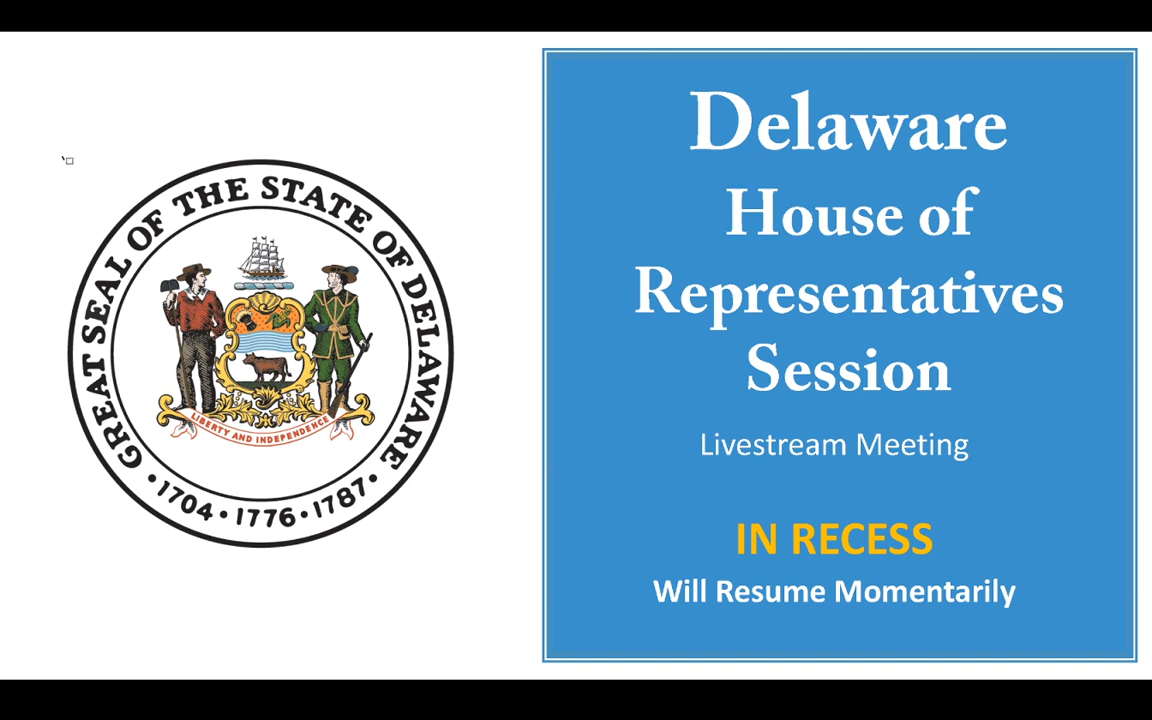 GREAT SEAL OF THE STATE OF DELAWARE
LIBERTY AND INDEPENDENCE
• 1704 • 1776 • 1787 •
Delaware
House of
Representatives
Session
Livestream Meeting
IN RECESS
Will Resume Momentarily